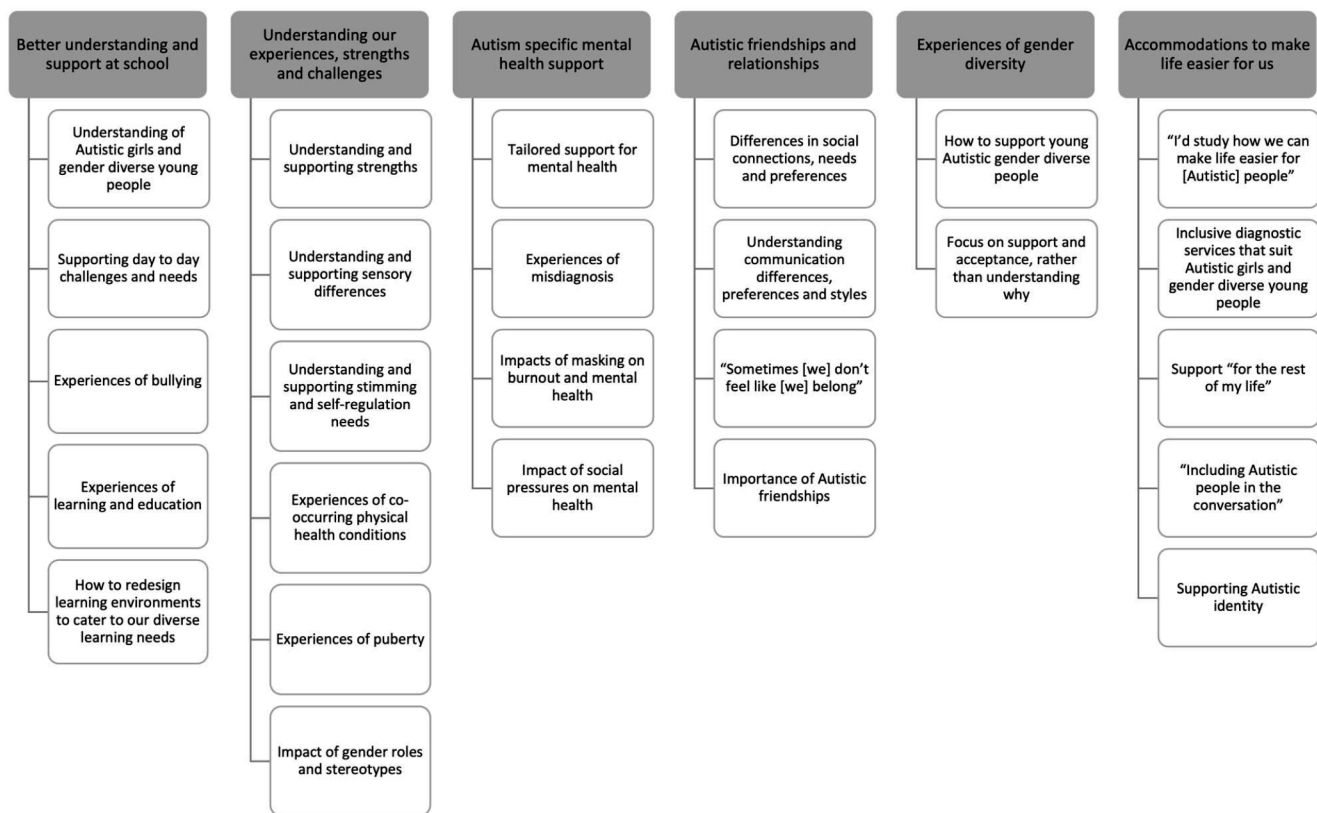 Better understanding and
support at school
Understanding of
Autistic girls and
gender diverse young
people
Supporting day to day
challenges and needs
Experiences of bullying
Experiences of
learning and education
How to redesign
learning environments
to cater to our diverse
learning needs
Understanding our
experiences, strengths
and challenges
Understanding and
supporting strengths
Understanding and
supporting sensory
differences
Understanding and
supporting stimming
and self-regulation
needs
Experiences of co-
occurring physical
health conditions
Experiences of puberty
Impact of gender roles
and stereotypes
Autism specific mental
health support
Tailored support for
mental health
Experiences of
misdiagnosis
Impacts of masking on
burnout and mental
health
Impact of social
pressures on mental
health
Autistic friendships and
relationships
Differences in social
connections, needs
and preferences
Understanding
communication
differences,
preferences and styles
“Sometimes [we] don’t
feel like [we] belong”
Importance of Autistic
friendships
Experiences of gender
diversity
How to support young
Autistic gender diverse
people
Focus on support and
acceptance, rather
than understanding
why
Accommodations to make
life easier for us
“I’d study how we can
make life easier for
[Autistic] people”
Inclusive diagnostic
services that suit
Autistic girls and
gender diverse young
people
Support “for the rest
of my life”
“Including Autistic
people in the
conversation”
Supporting Autistic
identity